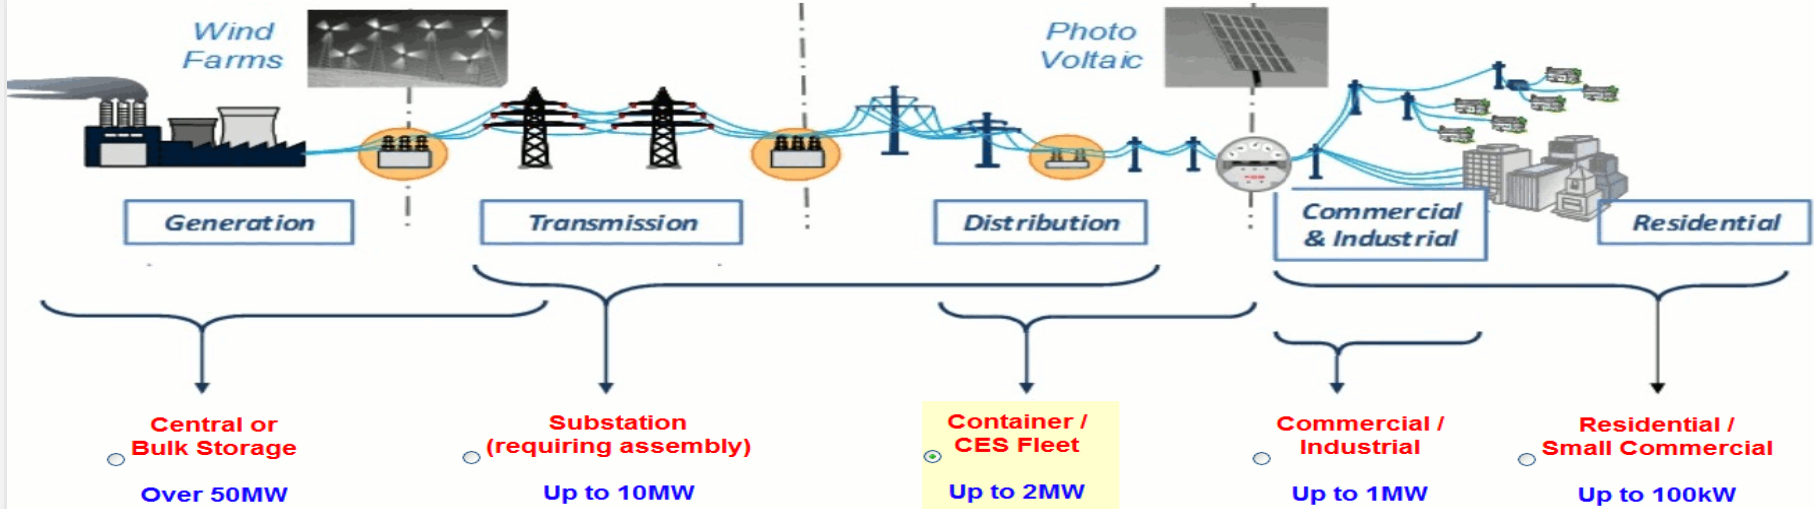 Wind
Farms
Photo
Voltaic
Generation
Transmission
Distribution
Commercial
& Industrial
Residential
Central or
Bulk Storage
Over 50MW
Substation
(requiring assembly)
Up to 10MW
Container /
CES Fleet
Up to 2MW
Commercial /
Industrial
Up to 1MW
Residential /
Small Commercial
Up to 100kW